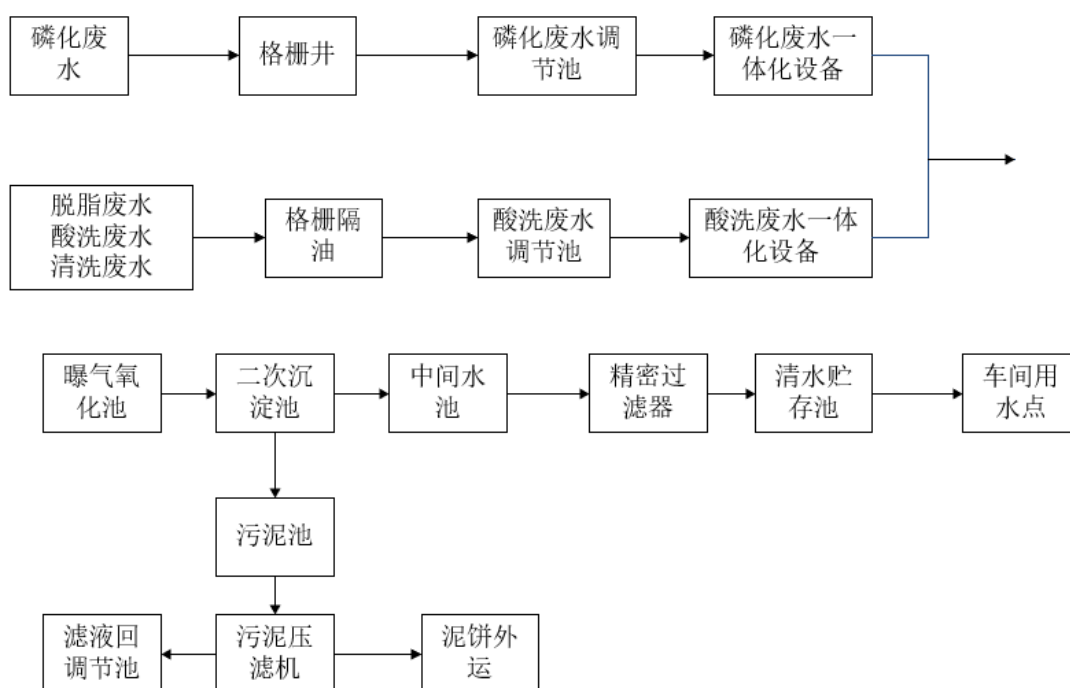 磷化废
水
格栅井
磷化废水调
节池
磷化废水一
体化设备
脱脂废水
酸洗废水
清洗废水
格栅隔
油
酸洗废水
调节池
酸洗废水一体
化设备
曝气氧
化池
二次沉
淀池
中间水
池
精密过
滤器
清水贮
存池
车间用
水点
污泥池
滤液回
调节池
污泥压
滤机
泥饼外
运